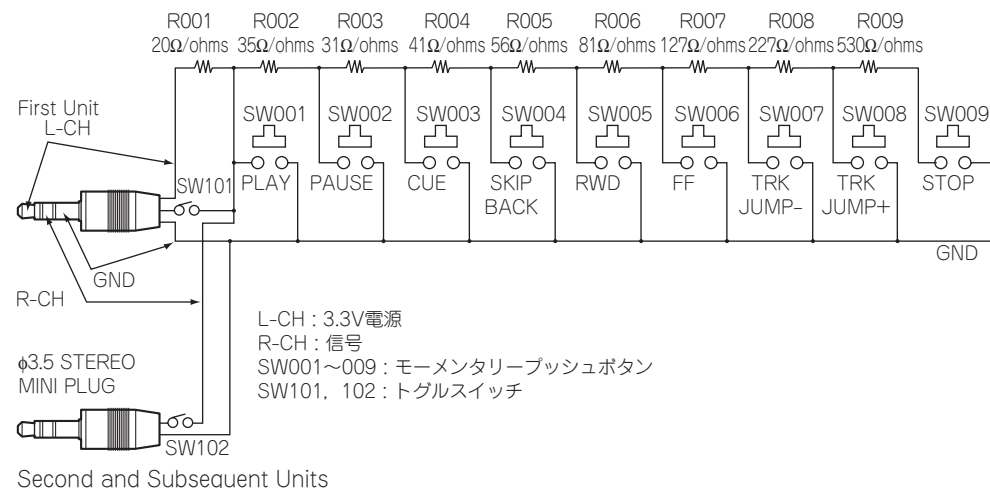 R001 R002 R003 R004 R005 R006 R007 R008 R009
20Ω/ohms 35Ω/ohms 31Ω/ohms 41Ω/ohms 56Ω/ohms 81Ω/ohms 127Ω/ohms 227Ω/ohms 530Ω/ohms
First Unit
L-CH
SW001 SW002 SW003 SW004 SW005 SW006 SW007 SW008 SW009
SW101
PLAY PAUSE CUE SKIP BACK RWD FF TRK JUMP- TRK JUMP+ STOP
GND
GND
R-CH
L-CH : 3.3V電源
R-CH : 信号
SW001～009 : モーメンタリープッシュボタン
SW101, 102 : トグルスイッチ
φ3.5 STEREO
MINI PLUG
SW102
Second and Subsequent Units